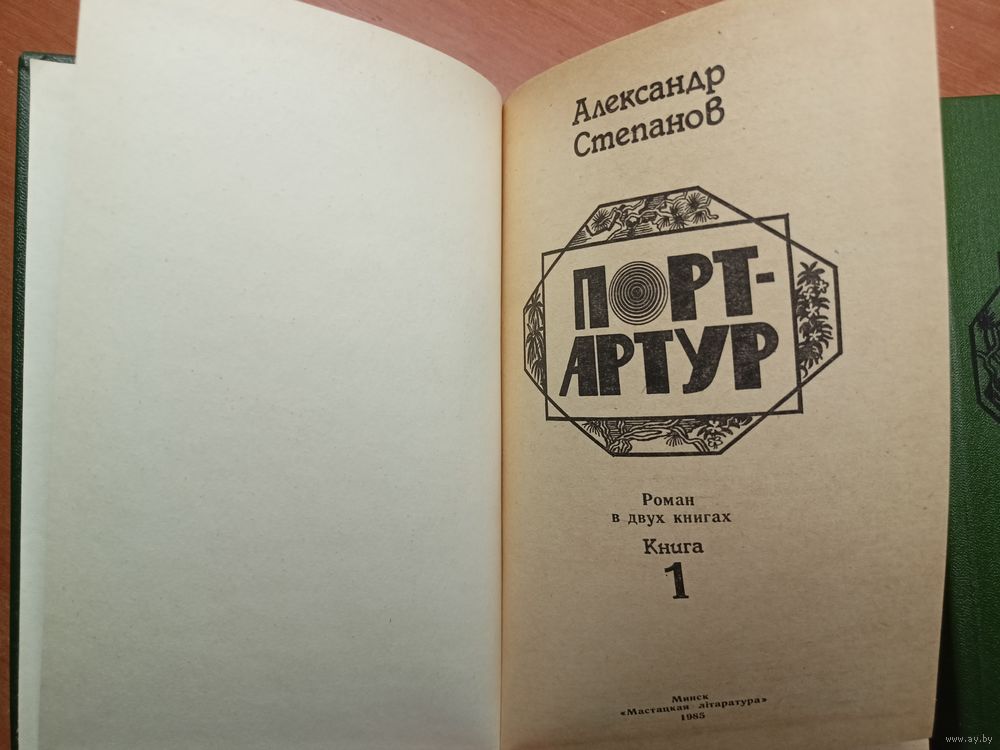 Александр
Степанов
ПОРТ-
АРТУР
Роман
в двух книгах
Книга
1
Минск
«Мастацкая літаратура»
1985
www.ay.by